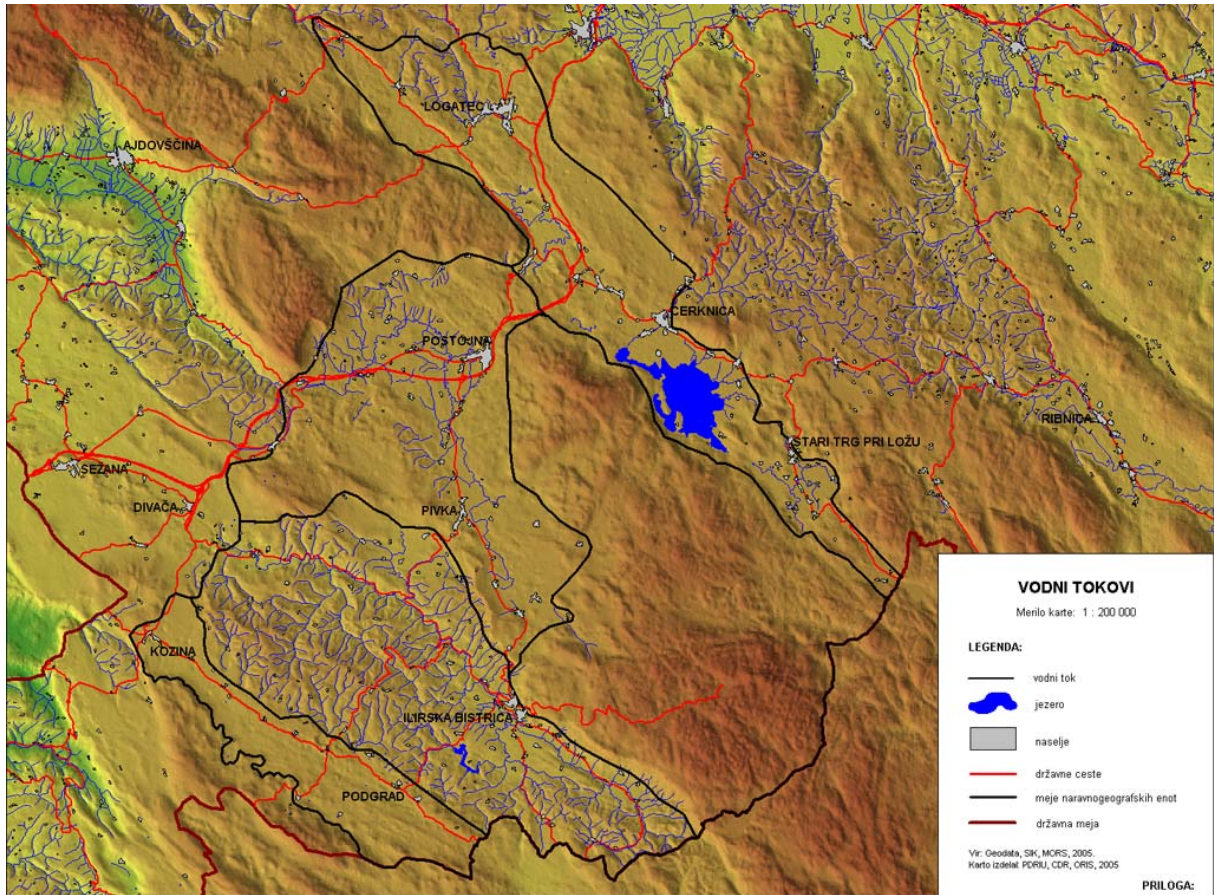 LOGATEC
AJDOVŠČINA
CERKNICA
POSTOJNA
RIBNICA
STARI TRG PRI LOŽU
SEŽANA
DIVAČA
PIVKA
KOZINA
ILIRSKA BISTRICA
PODGRAD
VODNI TOKOVI
Merilo karte: 1 : 200 000
LEGENDA:
vodni tok
jezero
naselje
državne ceste
meje naravnogeografskih enot
državna meja
Vir: Geodata, SIK, MORS, 2005.
Karto izdelal: PDRIU, CDR, ORIS, 2005
PRILOGA: